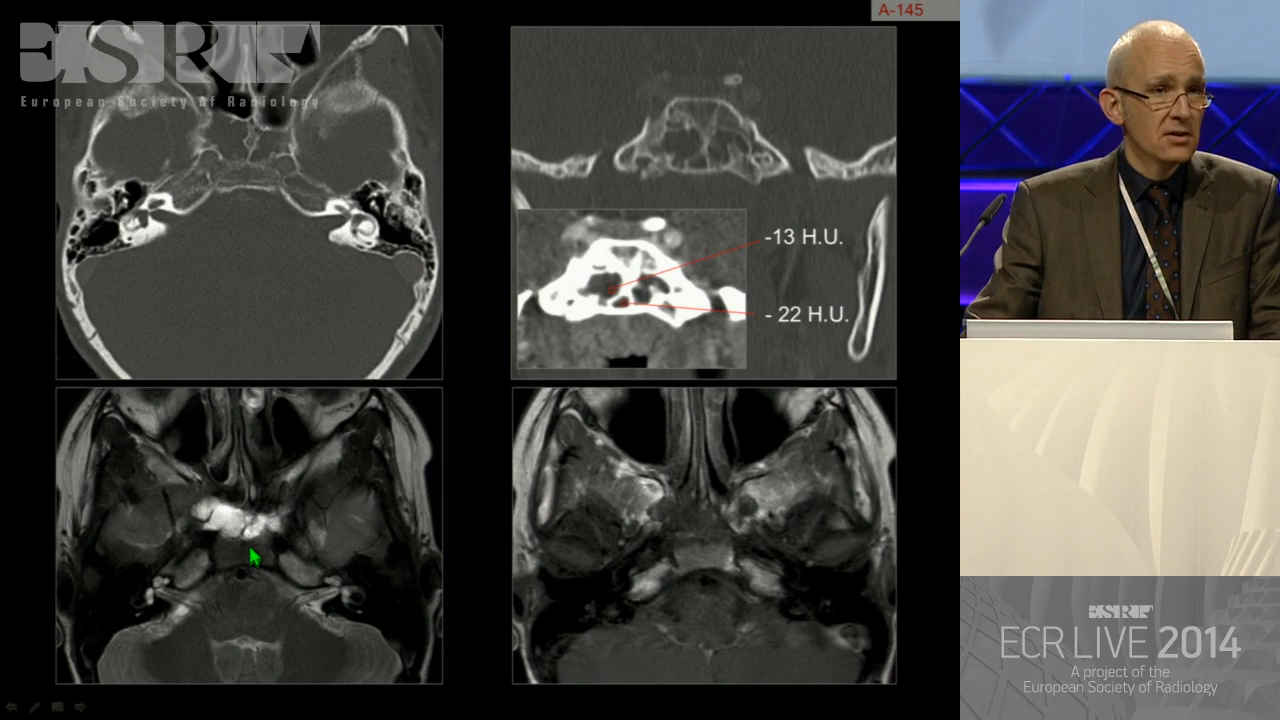 A-145
ESR
European Society of Radiology
-13 H.U.
- 22 H.U.
ESR
ECR LIVE 2014
A project of the
European Society of Radiology